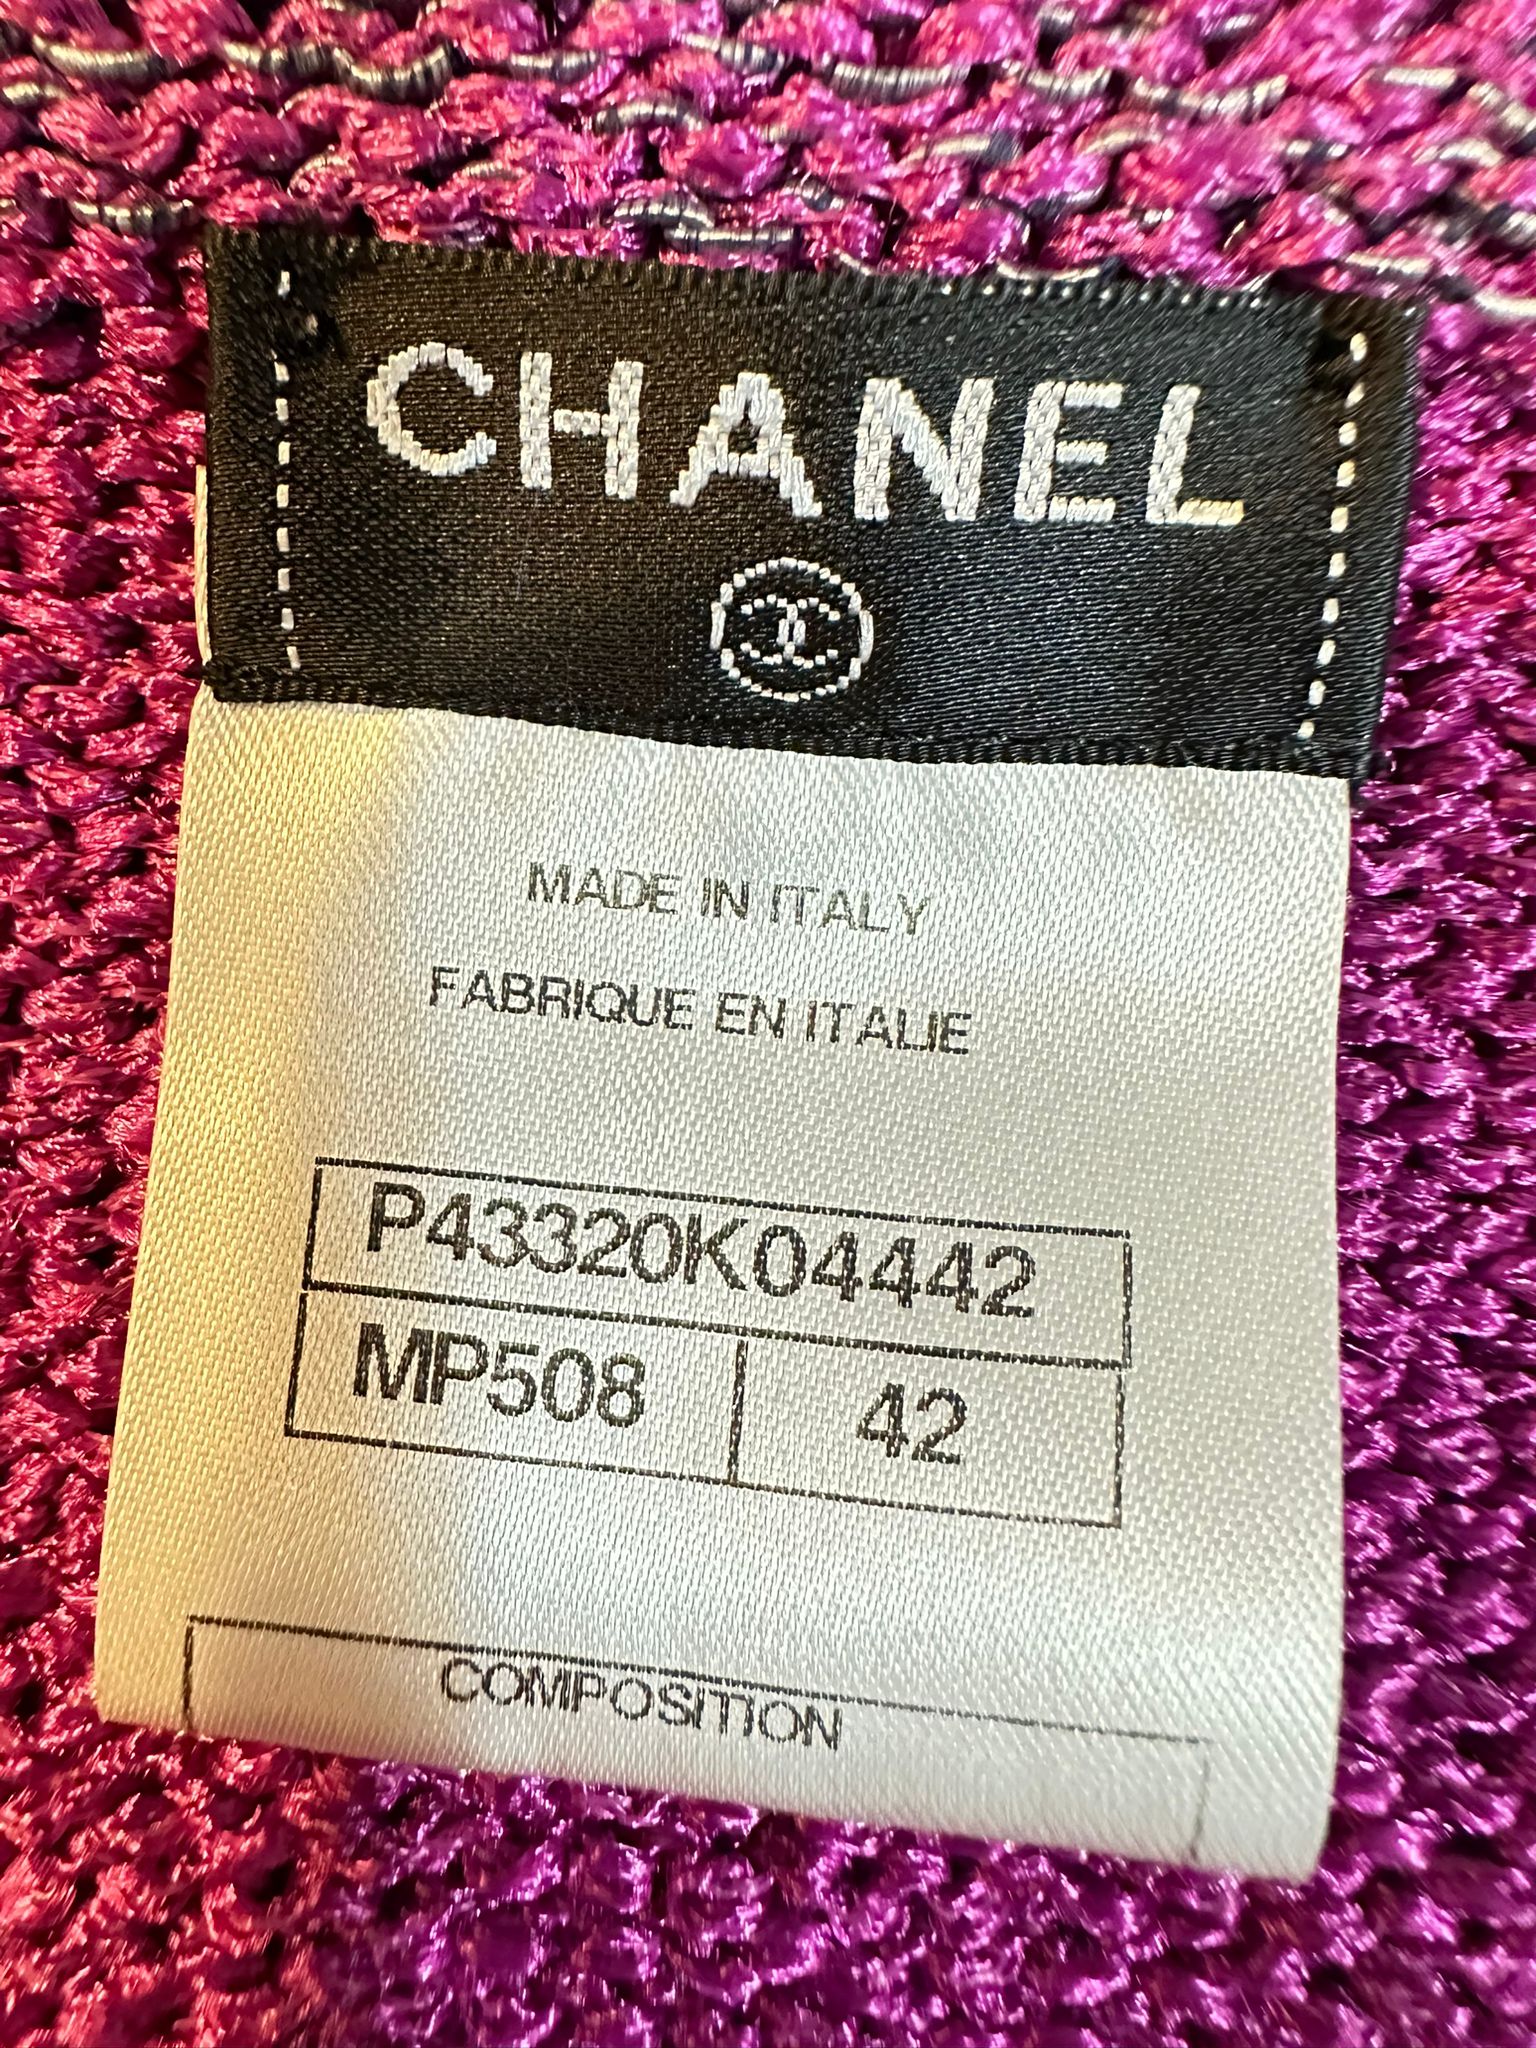 CHANEL
MADE IN ITALY
FABRIQUE EN ITALIE
P43320K04442
MP508 42
COMPOSITION